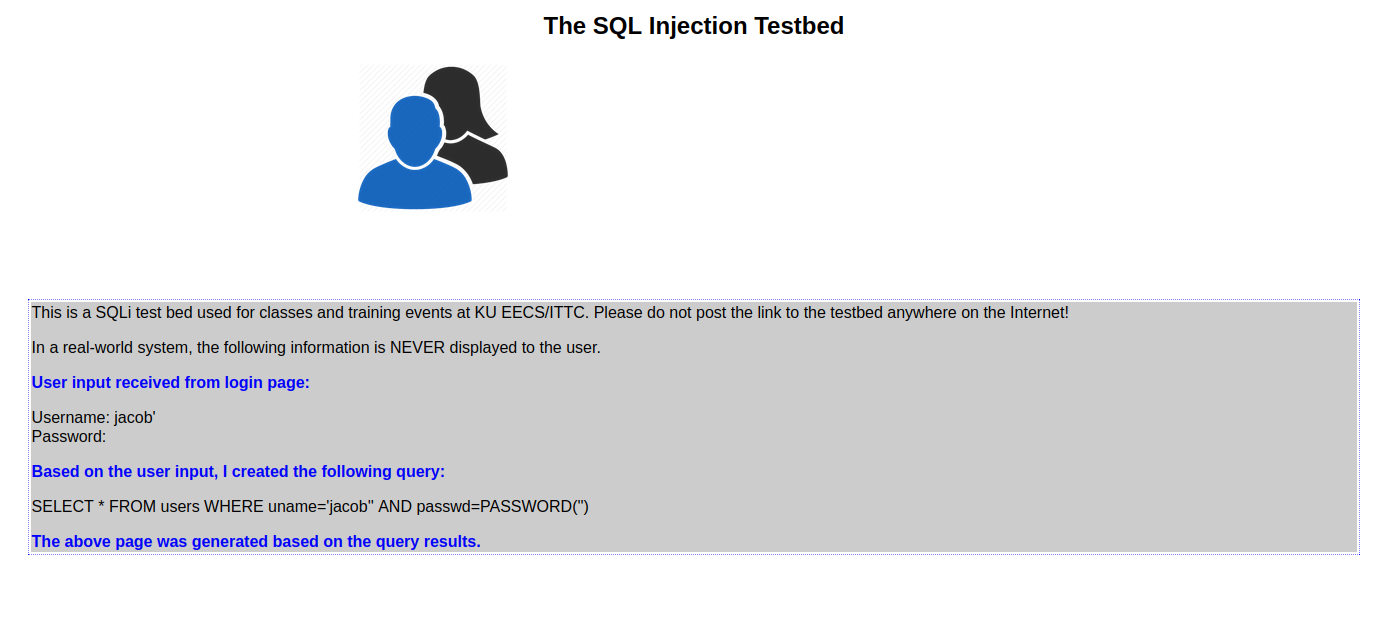 The SQL Injection Testbed
This is a SQLi test bed used for classes and training events at KU EECS/ITTC. Please do not post the link to the testbed anywhere on the Internet!
In a real-world system, the following information is NEVER displayed to the user.
User input received from login page:
Username: jacob'
Password:
Based on the user input, I created the following query:
SELECT * FROM users WHERE uname='jacob'' AND passwd=PASSWORD('')
The above page was generated based on the query results.